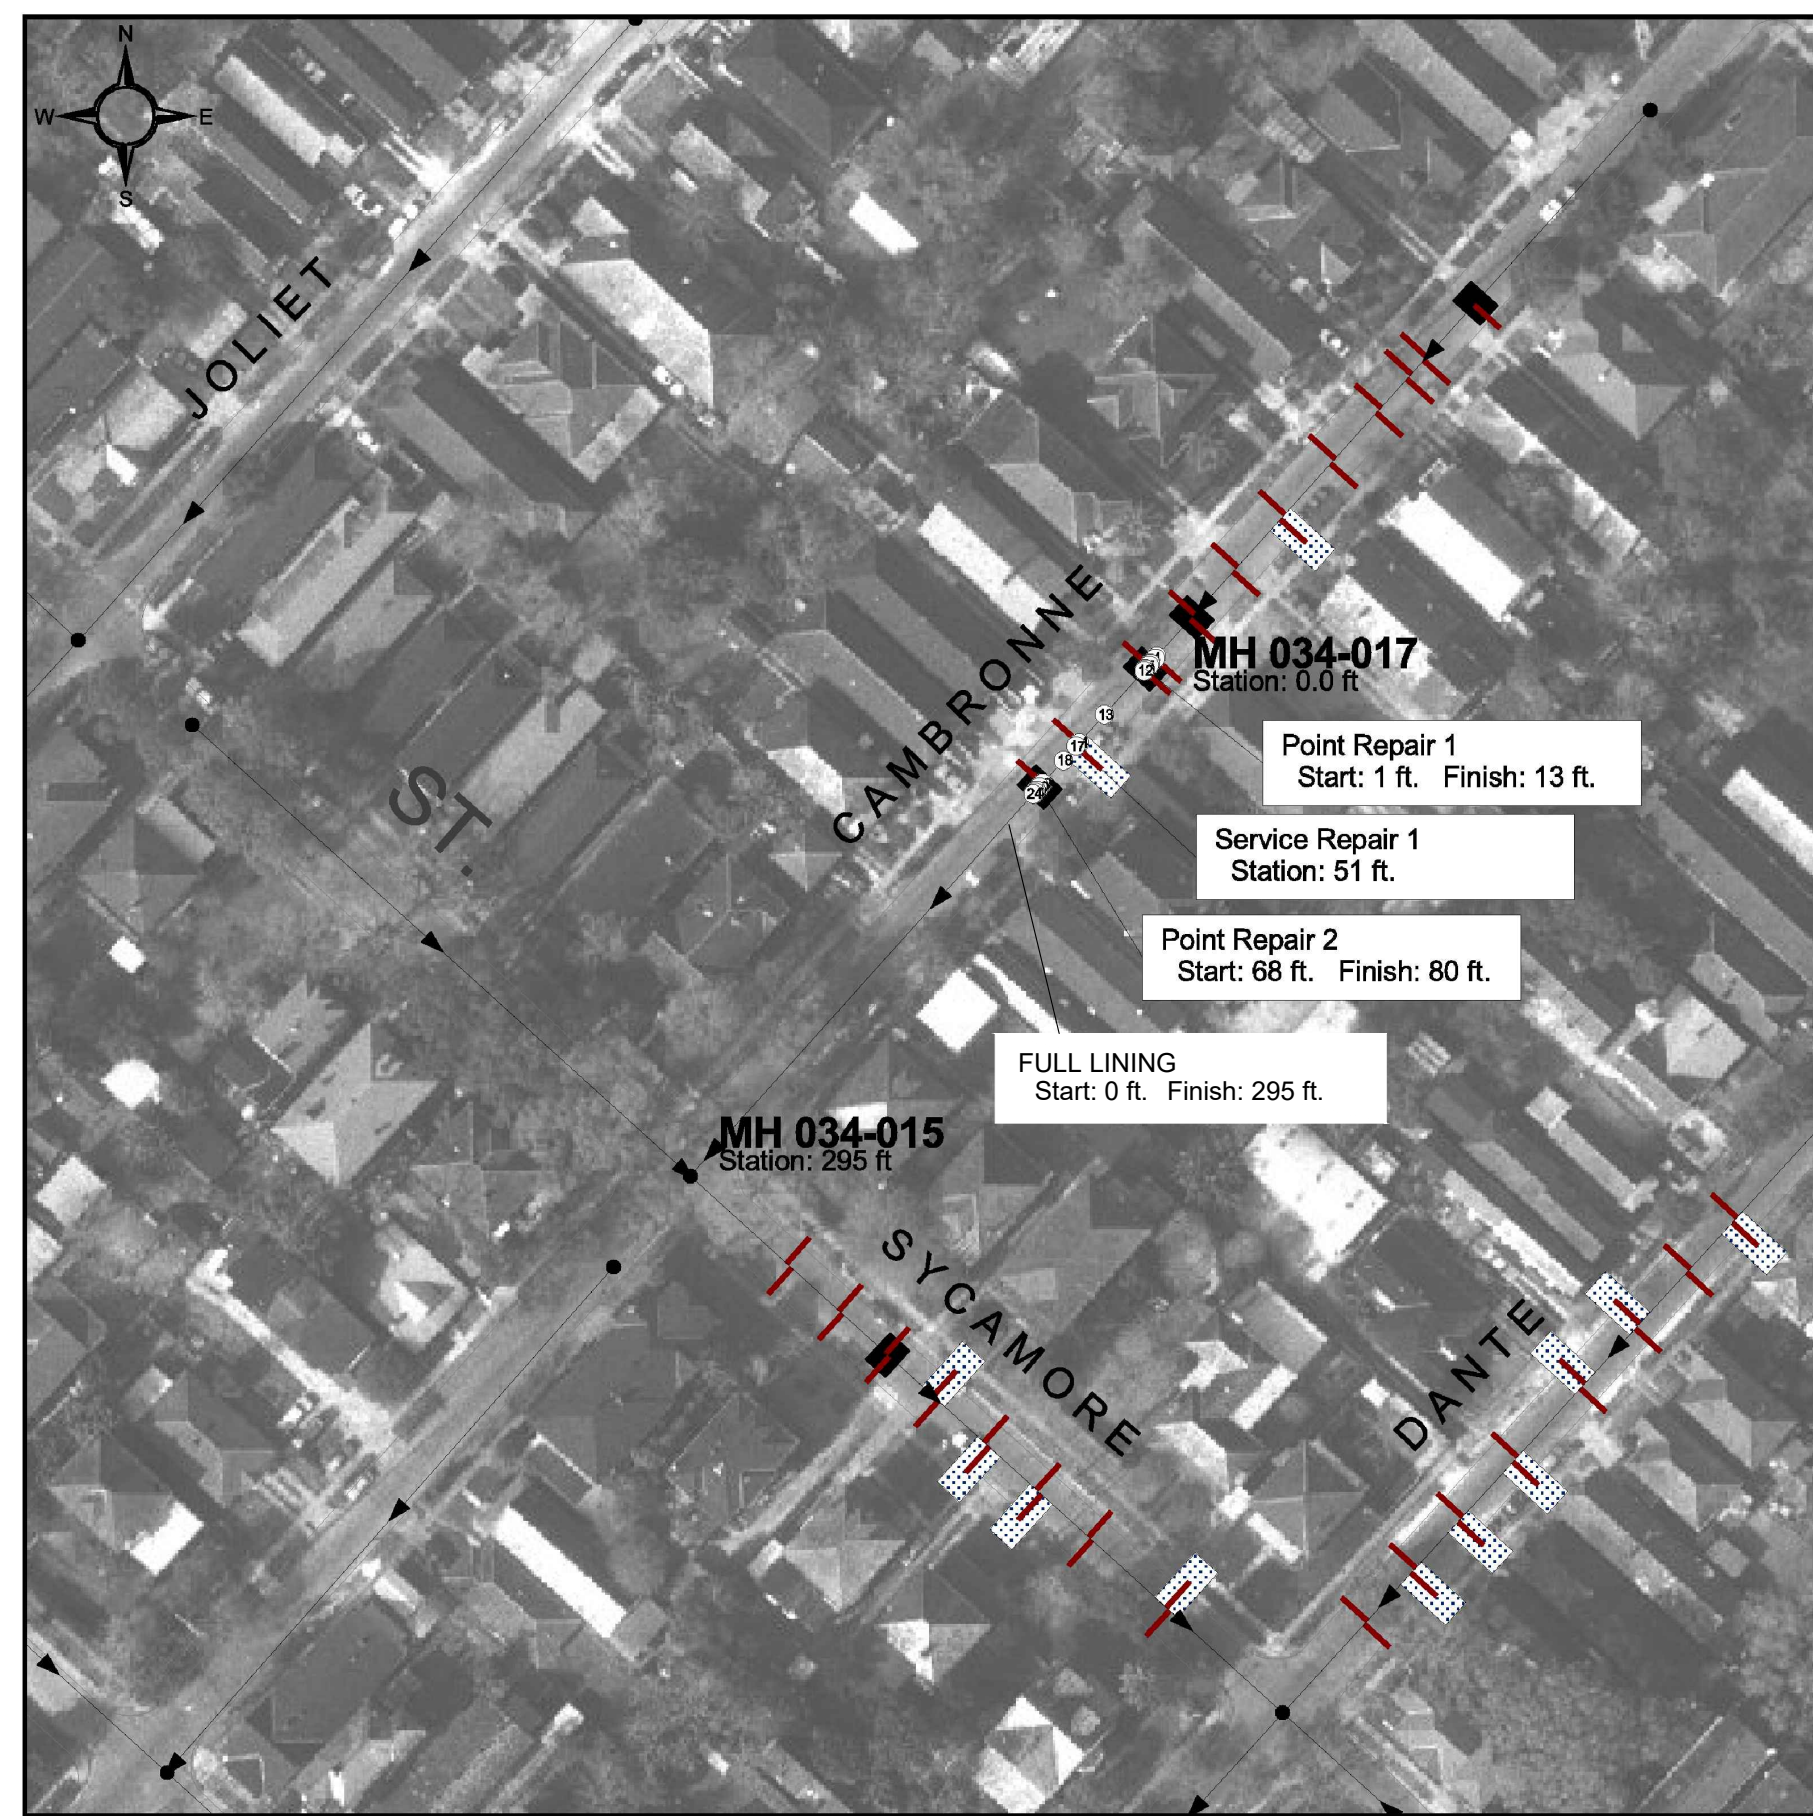 N
W E
S
JOLIET
CAMBRONNE
MH 034-017
Station: 0.0 ft
12
13
17
18
24
Point Repair 1
Start: 1 ft. Finish: 13 ft.
Service Repair 1
Station: 51 ft.
ST.
Point Repair 2
Start: 68 ft. Finish: 80 ft.
FULL LINING
Start: 0 ft. Finish: 295 ft.
MH 034-015
Station: 295 ft
SYCAMORE
DANTE